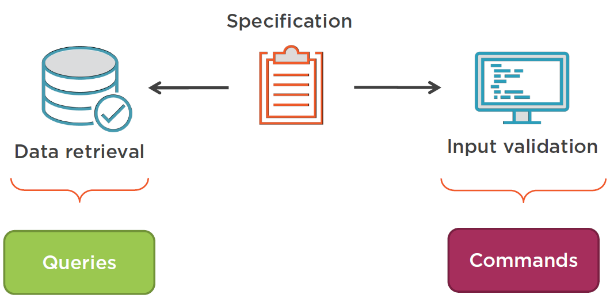 Specification
Data retrieval
Input validation
Queries
Commands